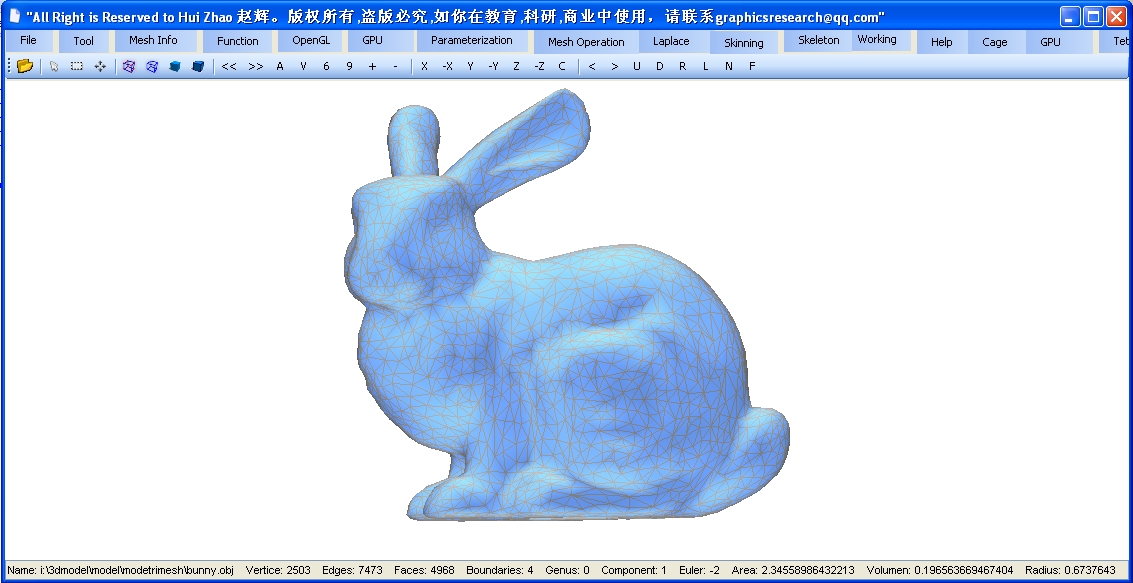 "All Right is Reserved to Hui Zhao 赵辉。版权所有,盗版必究,如你在教育,科研,商业中使用，请联系graphicsresearch@qq.com"
File Tool Mesh Info Function OpenGL GPU Parameterization Mesh Operation Laplace Skinning Skeleton Working Help Cage GPU Tet
<< >> A V 6 9 + - X -X Y -Y Z -Z C < > U D R L N F
Name: i:\3dmodel\model\modetrimesh\bunny.obj Vertice: 2503 Edges: 7473 Faces: 4968 Boundaries: 4 Genus: 0 Component: 1 Euler: -2 Area: 2.34558986432213 Volumen: 0.196563669467404 Radius: 0.6737643